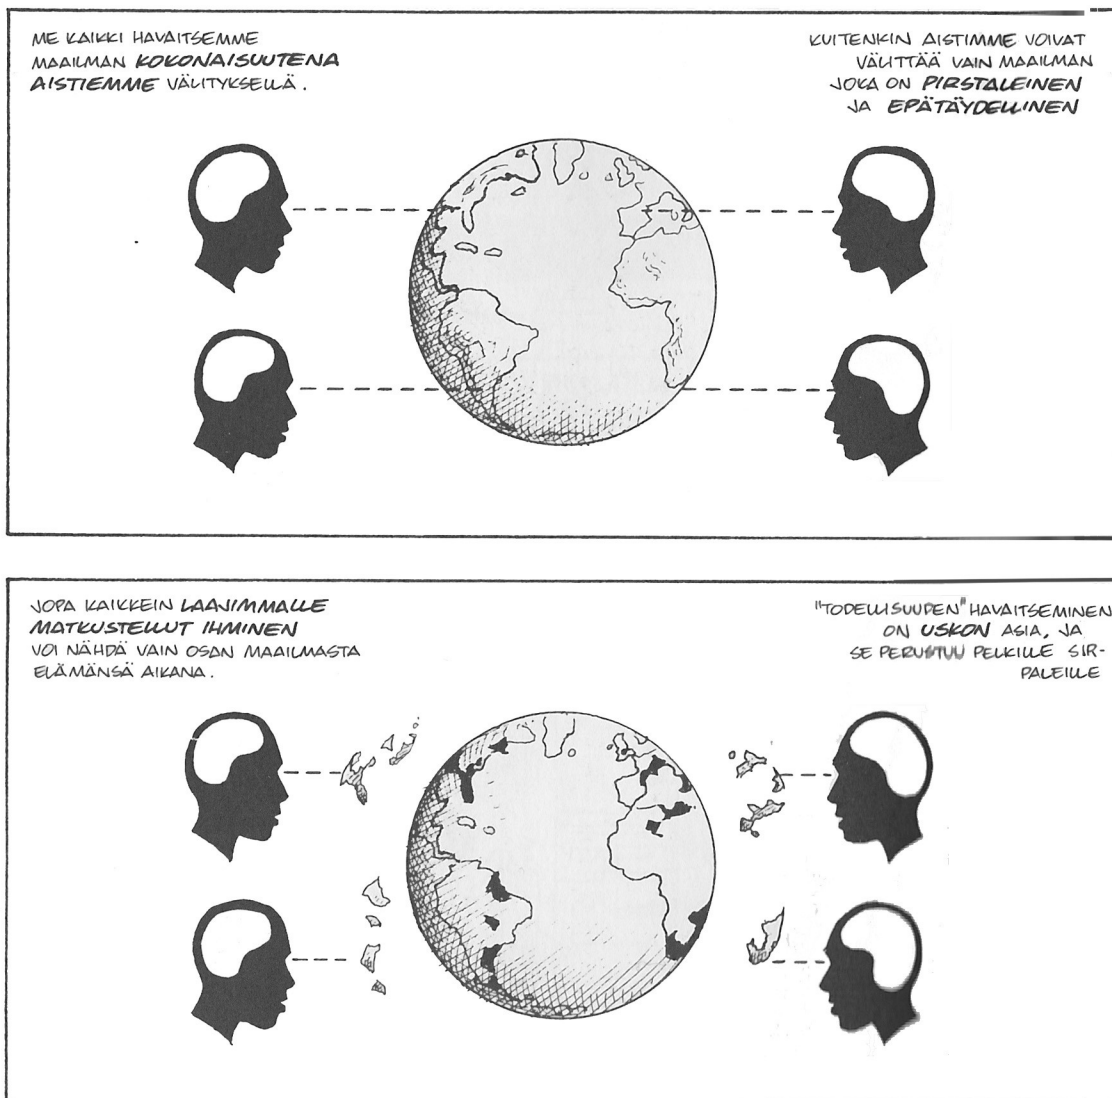 ME KAIKKI HAVAITSEMME
MAAILMAN KOKONAISUUTENA
AISTIEMME VÄLITYKSELLÄ.
KUITENKIN AISTIMME VOIVAT
VÄLITTÄÄ VAIN MAAILMAN
JOKA ON PIRSTALEINEN
JA EPÄTÄYDELLINEN
JOPA KAIKKEIN LAAJIMMALLE
MATKUSTELLUT IHMINEN
VOI NÄHDÄ VAIN OSAN MAAILMASTA
ELÄMÄNSÄ AIKANA.
"TODELLISUUDEN" HAVAITSEMINEN
ON USKON ASIA, JA
SE PERUSTUU PELKILLE SIR-
PALEILLE